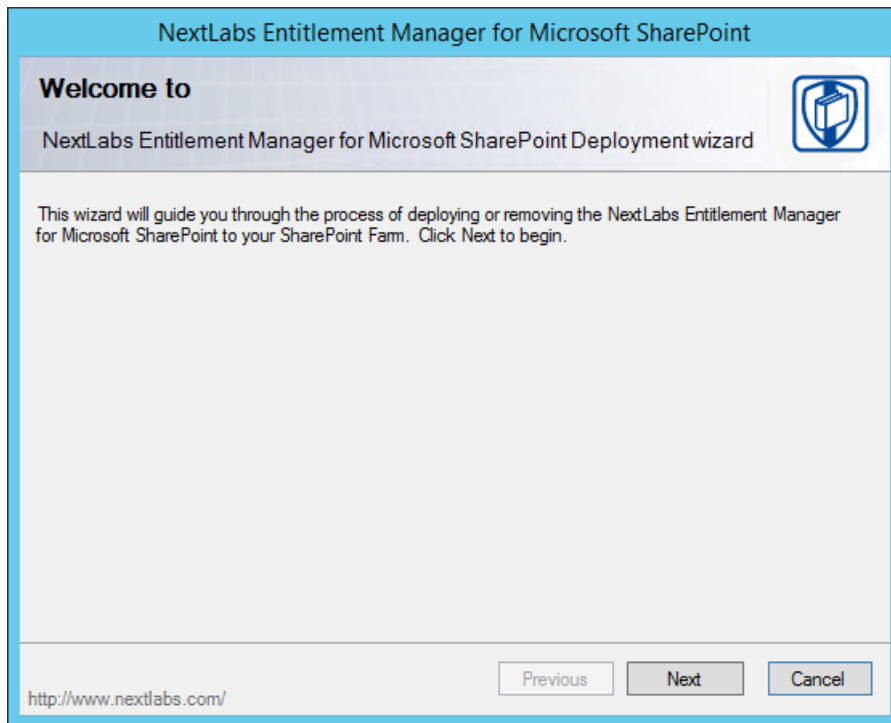 NextLabs Entitlement Manager for Microsoft SharePoint
Welcome to
NextLabs Entitlement Manager for Microsoft SharePoint Deployment wizard
This wizard will guide you through the process of deploying or removing the NextLabs Entitlement Manager
for Microsoft SharePoint to your SharePoint Farm. Click Next to begin.
Previous Next Cancel
http://www.nextlabs.com/